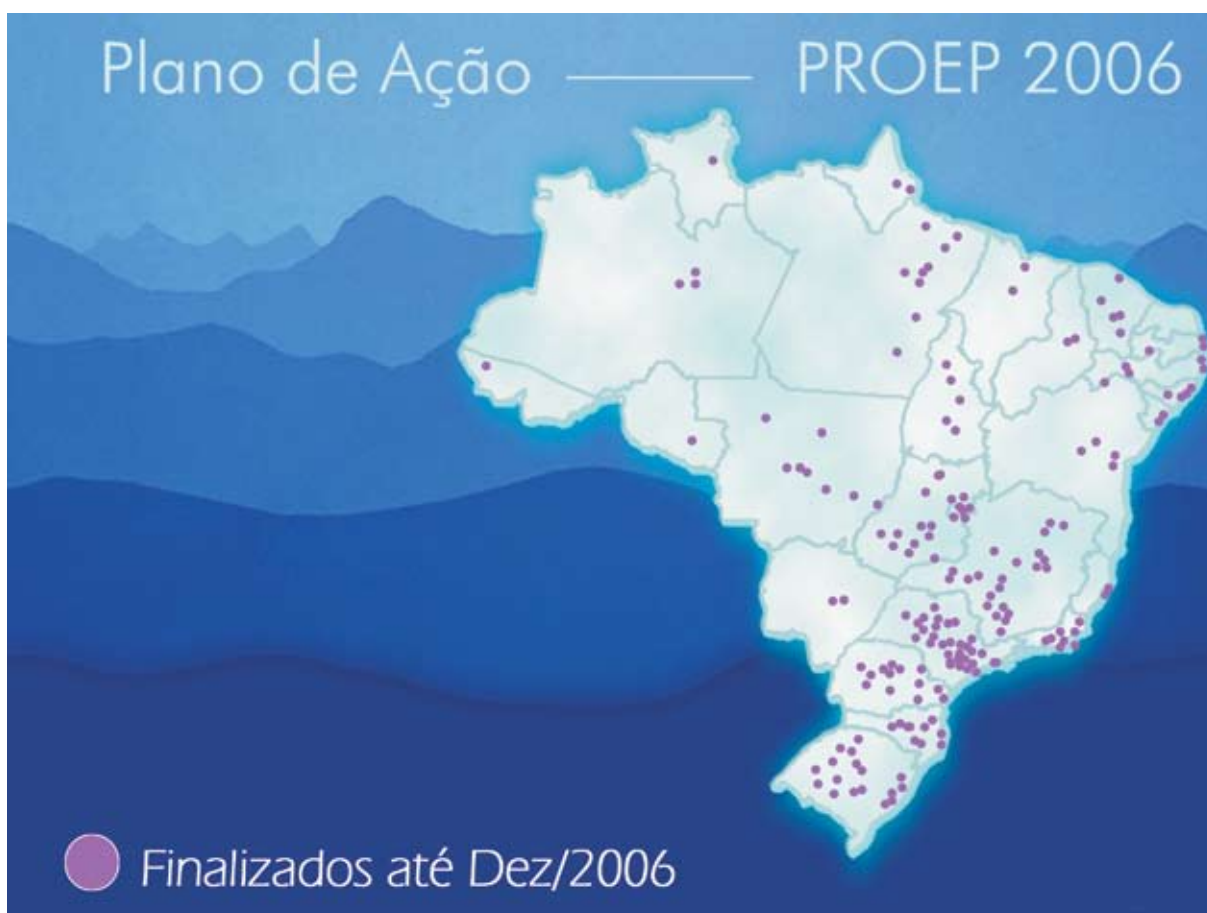 Plano de Ação — PROEP 2006
Finalizados até Dez/2006